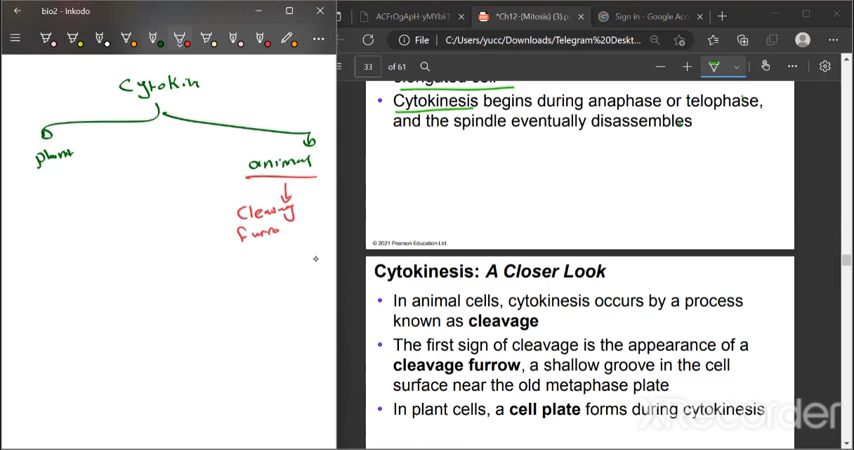 bio2 - Inkodo
ACFrOgApH-yMYbkT
*Ch12-(Mitosis) (3).p
Sign in - Google Acc
File
C:/Users/yucc/Downloads/Telegram%20Deskt...
33 of 61
elongated cell
• Cytokinesis begins during anaphase or telophase,
and the spindle eventually disassembles
© 2021 Pearson Education Ltd
Cytokinesis: A Closer Look
• In animal cells, cytokinesis occurs by a process
known as cleavage
• The first sign of cleavage is the appearance of a
cleavage furrow, a shallow groove in the cell
surface near the old metaphase plate
• In plant cells, a cell plate forms during cytokinesis
XRecorder
Cytokin
plant
animal
furro